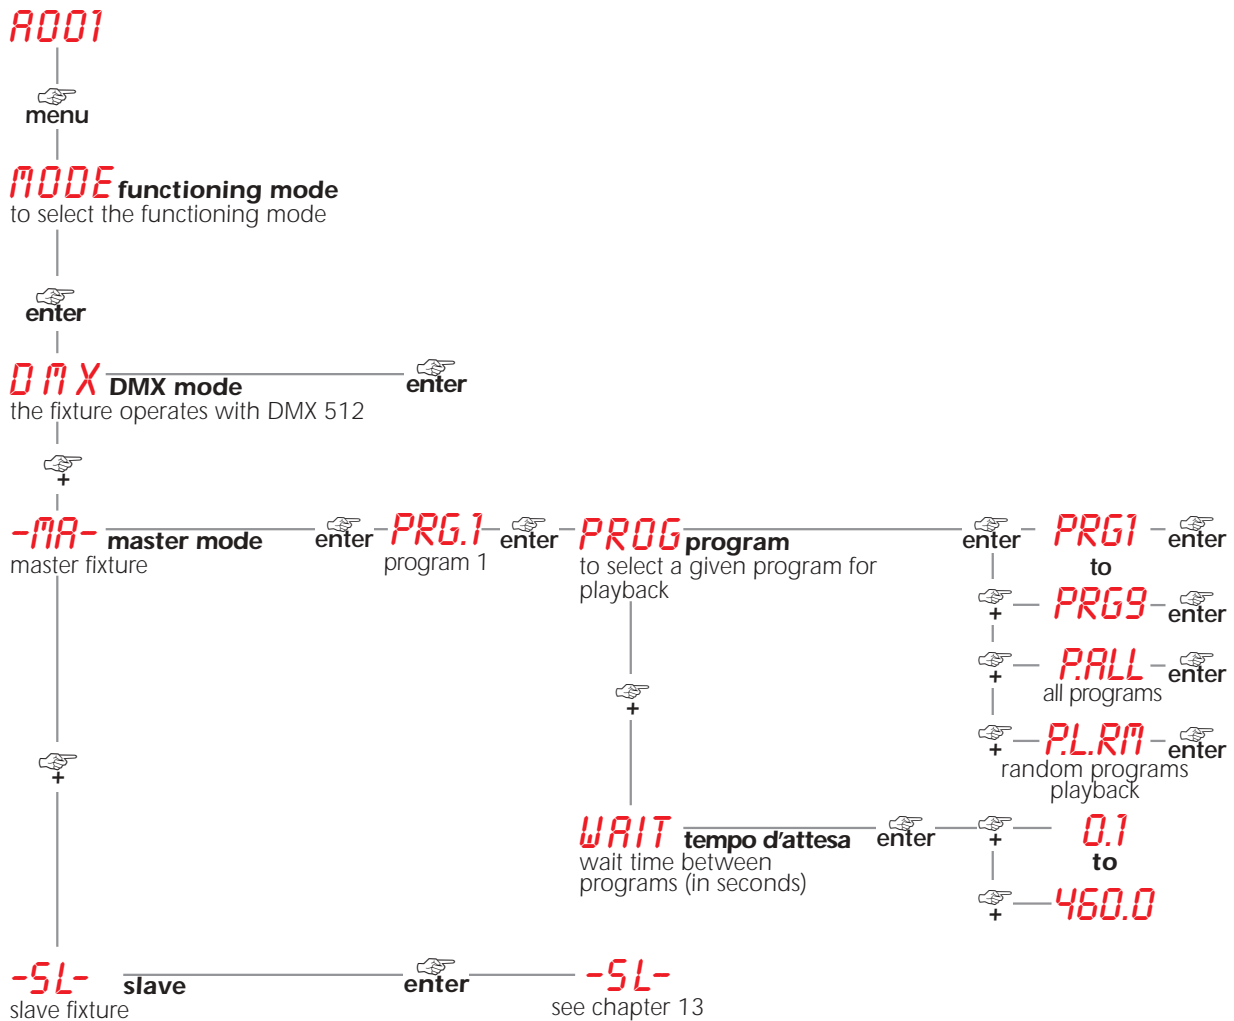 A001
menu
MODE functioning mode
to select the functioning mode
enter
DMX DMX mode enter
the fixture operates with DMX 512
+
-MA- master mode enter PRG.1 enter PROG program enter PRG1 enter
master fixture program 1 to select a given program for playback
to
+ PRG9 enter
+ P.ALL enter
all programs
+
+ P.L.RM enter
random programs
playback
+
WAIT tempo d'attesa enter + 0.1
wait time between
programs (in seconds)
to
+ 460.0
-SL- slave enter -SL-
slave fixture see chapter 13